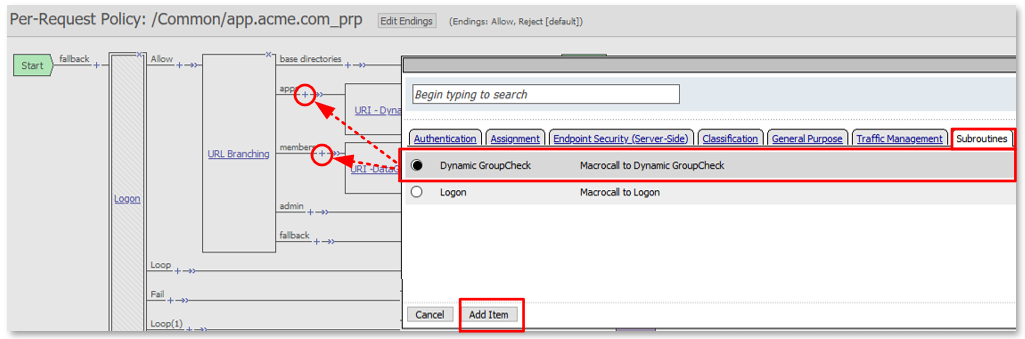 Per-Request Policy: /Common/app.acme.com_prp Edit Endings (Endings: Allow, Reject [default])
Start
fallback
Allow
base directories
apps
URI - Dyna
URL Branching
members
URI -DataG
Logon
admin
fallback
Loop
Fail
Loop(1)
Begin typing to search
Authentication Assignment Endpoint Security (Server-Side) Classification General Purpose Traffic Management Subroutines
Dynamic GroupCheck Macrocall to Dynamic GroupCheck
Logon Macrocall to Logon
Cancel Add Item